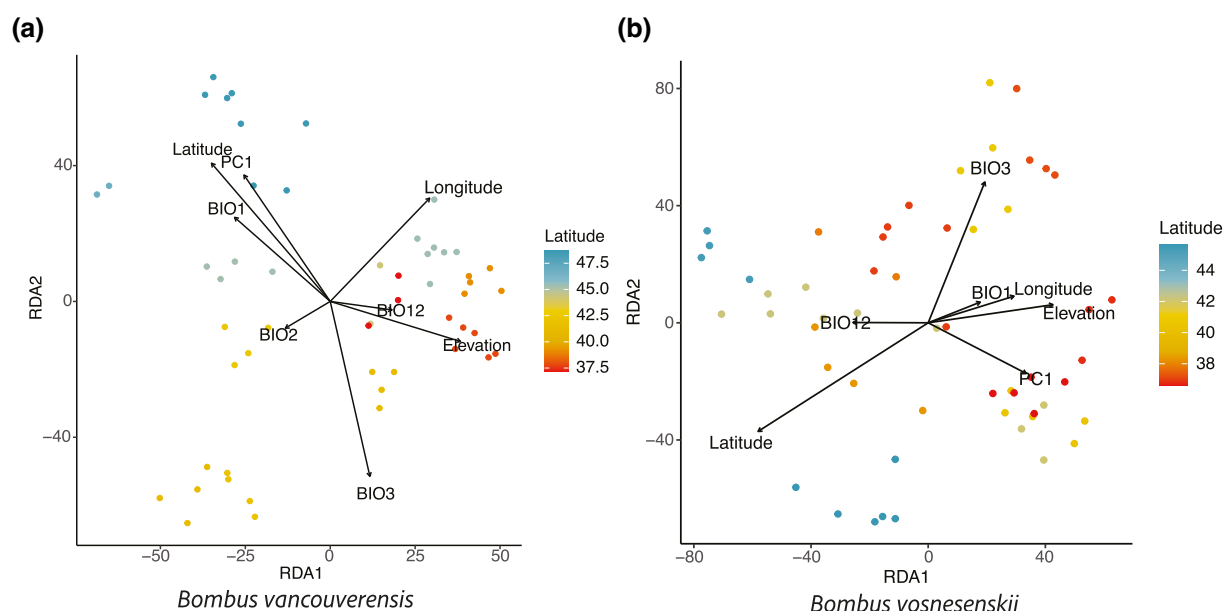 (a)
(b)
40
0
−40
RDA2
−50
−25
0
25
50
RDA1
Latitude
PC1
BIO1
Longitude
BIO12
BIO2
Elevation
BIO3
Latitude
47.5
45.0
42.5
40.0
37.5
Bombus vancouverensis
80
40
0
−40
RDA2
−80
−40
0
40
RDA1
BIO3
BIO1
Longitude
Elevation
BIO12
PC1
Latitude
Latitude
44
42
40
38
Bombus vosnesenskii